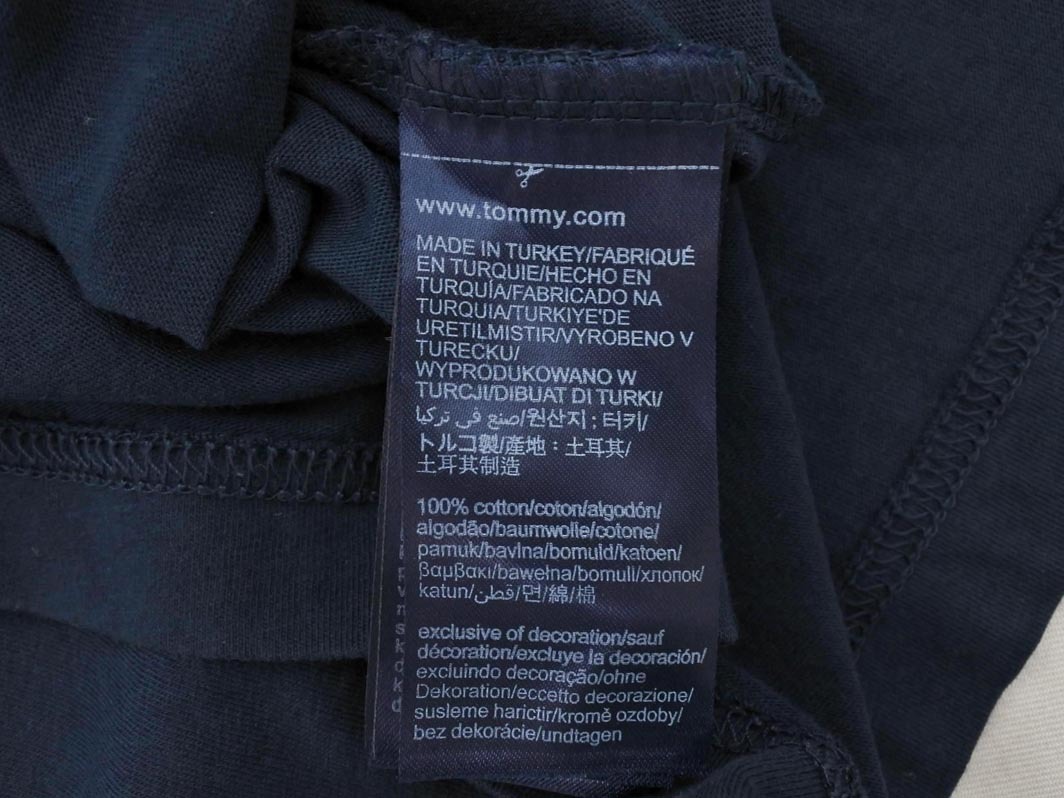 www.tommy.com
MADE IN TURKEY/FABRIQUÉ
EN TURQUIE/HECHO EN
TURQUÍA/FABRICADO NA
TURQUIA/TURKIYE'DE
URETILMISTIR/VYROBENO V
TURECKU/
WYPRODUKOWANO W
TURCJI/DIBUAT DI TURKI/
صنع في تركيا/원산지 : 터키/
トルコ製/產地：土耳其/
土耳其制造
100% cotton/coton/algodón/
algodão/baumwolle/cotone/
pamuk/bavlna/bomuld/katoen/
βαμβακι/bawełna/bomull/хлопок/
katun/قطن/면/綿/棉
exclusive of decoration/sauf
décoration/excluye la decoración/
excluindo decoração/ohne
Dekoration/eccetto decorazione/
susleme harictir/kromě ozdoby/
bez dekorácie/undtagen